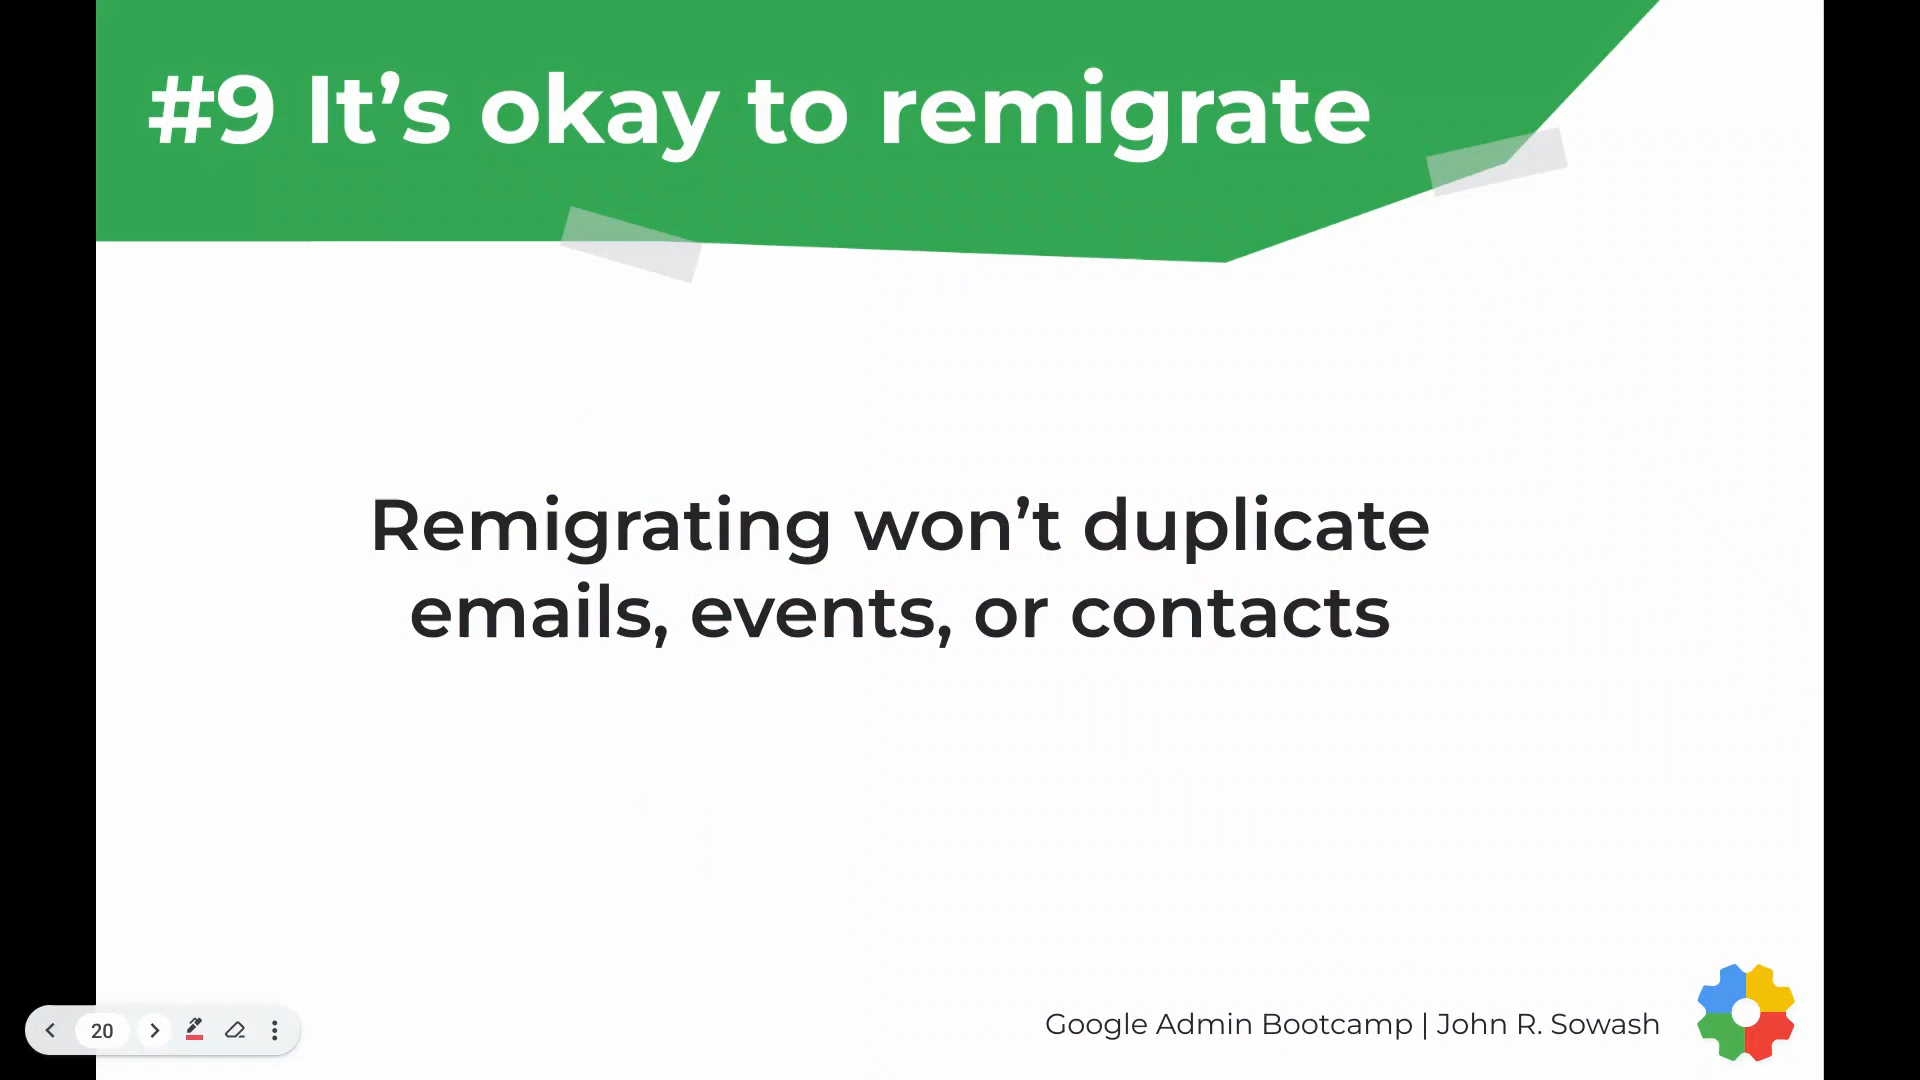 #9 It’s okay to remigrate
Remigrating won’t duplicate
emails, events, or contacts
Google Admin Bootcamp | John R. Sowash
20